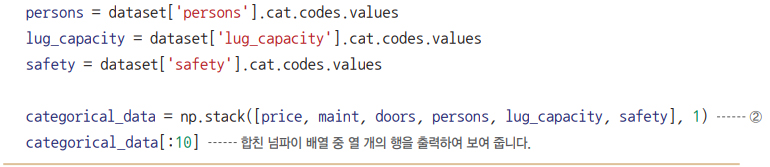 persons = dataset['persons'].cat.codes.values
lug_capacity = dataset['lug_capacity'].cat.codes.values
safety = dataset['safety'].cat.codes.values
categorical_data = np.stack([price, maint, doors, persons, lug_capacity, safety], 1) ------ ②
categorical_data[:10] ------ 합친 넘파이 배열 중 열 개의 행을 출력하여 보여 줍니다.